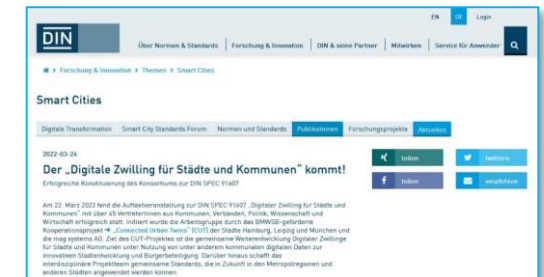 EN DE Login
DIN
Über Normen & Standards Forschung & Innovation DIN & seine Partner Mitwirken Service für Anwender
> Forschung & Innovation > Themen > Smart Cities
Smart Cities
Digitale Transformation Smart City Standards Forum Normen und Standards Publikationen Forschungsprojekte Aktuelles
2022-03-24
Der „Digitale Zwilling für Städte und Kommunen" kommt!
Erfolgreiche Konstituierung des Konsortiums zur DIN SPEC 91607
teilen
twittern
teilen
empfehlen
Am 22. März 2022 fand die Auftaktveranstaltung zur DIN SPEC 91607 „Digitaler Zwilling für Städte und
Kommunen" mit über 45 VertreterInnen aus Kommunen, Verbänden, Politik, Wissenschaft und
Wirtschaft erfolgreich statt. Initiiert wurde die Arbeitsgruppe durch das BMWSB-geförderte
Kooperationsprojekt → „Connected Urban Twins" (CUT) der Städte Hamburg, Leipzig und München und
die msg systems AG. Ziel des CUT-Projektes ist die gemeinsame Weiterentwicklung Digitaler Zwillinge
für Städte und Kommunen unter Nutzung von unter anderem kommunalen digitalen Daten zur
innovativen Stadtentwicklung und Bürgerbeteiligung. Darüber hinaus schafft das
interdisziplinäre Projektteam gemeinsame Standards, die in Zukunft in den Metropolregionen und
anderen Städten angewendet werden können.